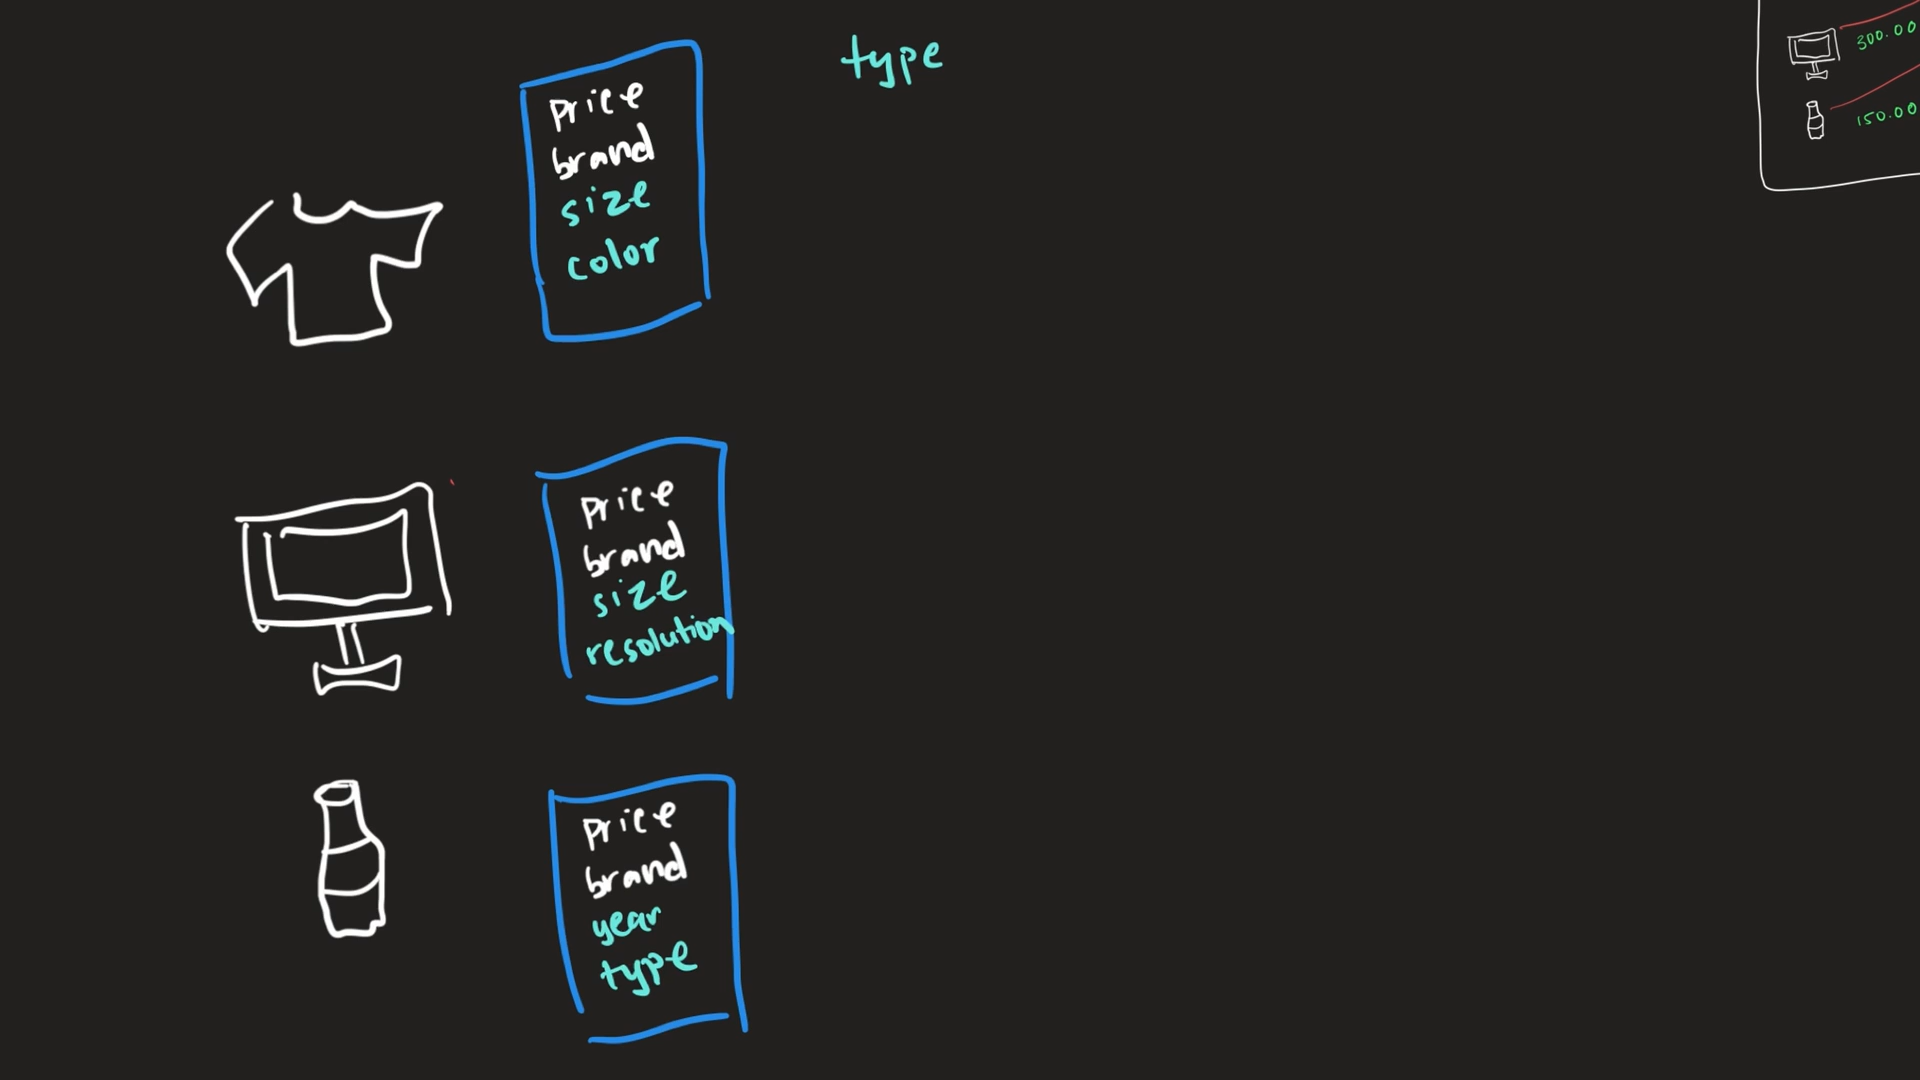 type
price
brand
size
color
price
brand
size
resolution
price
brand
year
type
300.00
150.00